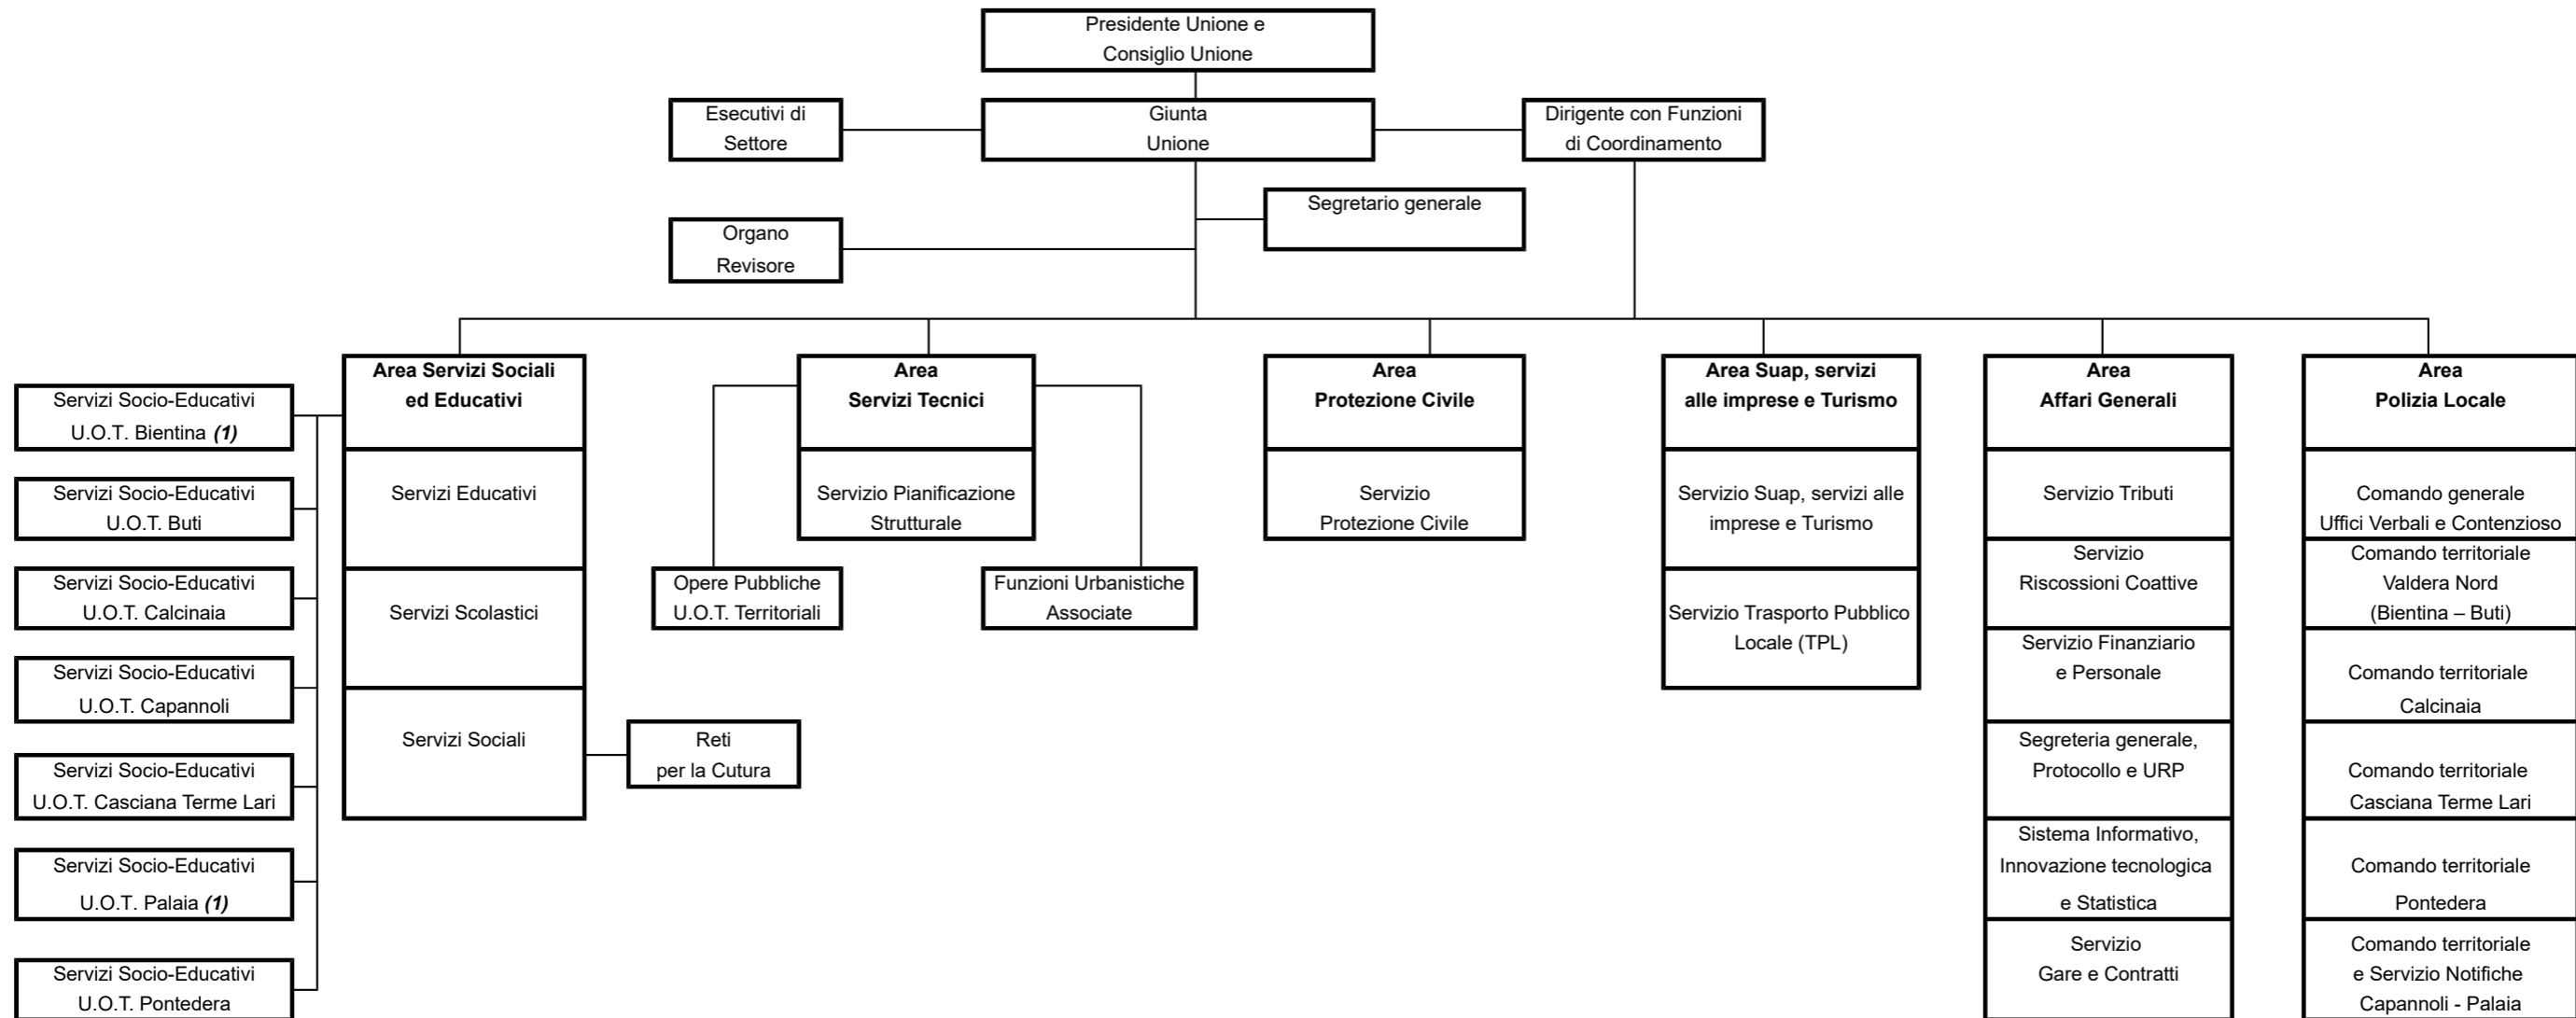 Presidente Unione e
Consiglio Unione
Esecutivi di
Settore
Giunta
Unione
Dirigente con Funzioni
di Coordinamento
Segretario generale
Organo
Revisore
Area Servizi Sociali
ed Educativi
Servizi Educativi
Servizi Scolastici
Servizi Sociali
Reti
per la Cutura
Servizi Socio-Educativi
U.O.T. Bientina (1)
Servizi Socio-Educativi
U.O.T. Buti
Servizi Socio-Educativi
U.O.T. Calcinaia
Servizi Socio-Educativi
U.O.T. Capannoli
Servizi Socio-Educativi
U.O.T. Casciana Terme Lari
Servizi Socio-Educativi
U.O.T. Palaia (1)
Servizi Socio-Educativi
U.O.T. Pontedera
Area
Servizi Tecnici
Servizio Pianificazione
Strutturale
Opere Pubbliche
U.O.T. Territoriali
Funzioni Urbanistiche
Associate
Area
Protezione Civile
Servizio
Protezione Civile
Area Suap, servizi
alle imprese e Turismo
Servizio Suap, servizi alle
imprese e Turismo
Servizio Trasporto Pubblico
Locale (TPL)
Area
Affari Generali
Servizio Tributi
Servizio
Riscossioni Coattive
Servizio Finanziario
e Personale
Segreteria generale,
Protocollo e URP
Sistema Informativo,
Innovazione tecnologica
e Statistica
Servizio
Gare e Contratti
Area
Polizia Locale
Comando generale
Uffici Verbali e Contenzioso
Comando territoriale
Valdera Nord
(Bientina – Buti)
Comando territoriale
Calcinaia
Comando territoriale
Casciana Terme Lari
Comando territoriale
Pontedera
Comando territoriale
e Servizio Notifiche
Capannoli - Palaia